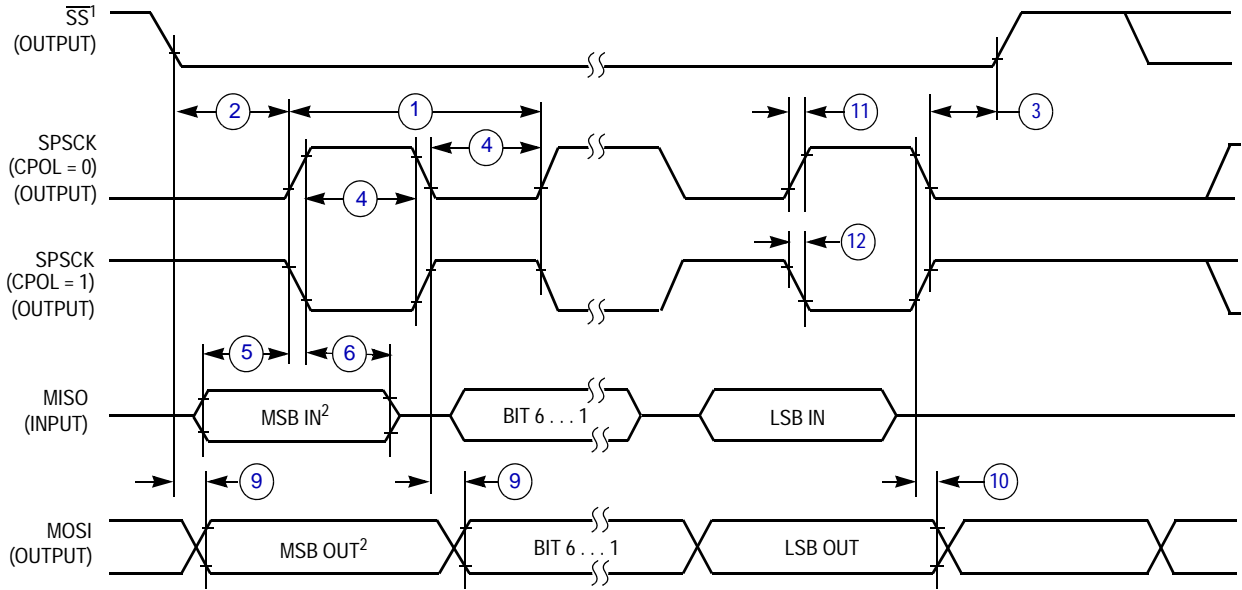 SS¹
(OUTPUT)
2
1
11
3
SPSCK
(CPOL = 0)
(OUTPUT)
4
4
12
SPSCK
(CPOL = 1)
(OUTPUT)
5
6
MISO
(INPUT)
MSB IN²
BIT 6 . . . 1
LSB IN
9
9
10
MOSI
(OUTPUT)
MSB OUT²
BIT 6 . . . 1
LSB OUT